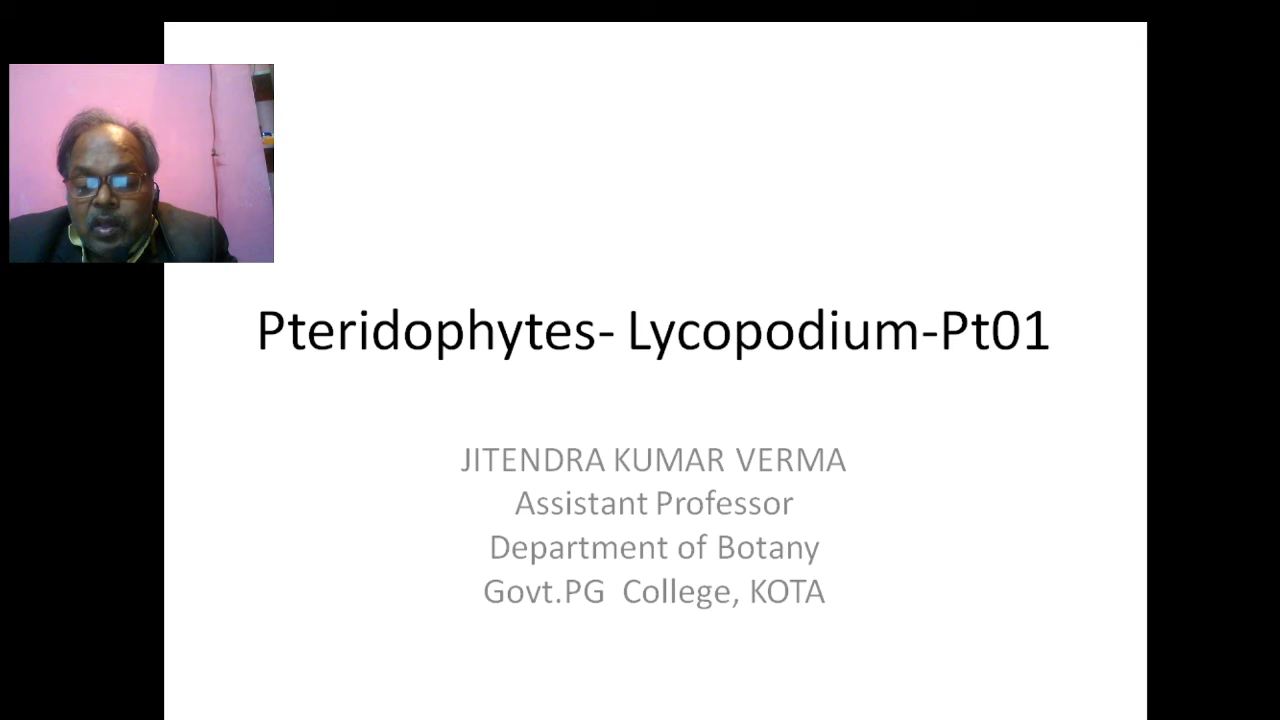 Pteridophytes- Lycopodium-Pt01
JITENDRA KUMAR VERMA
Assistant Professor
Department of Botany
Govt.PG  College, KOTA